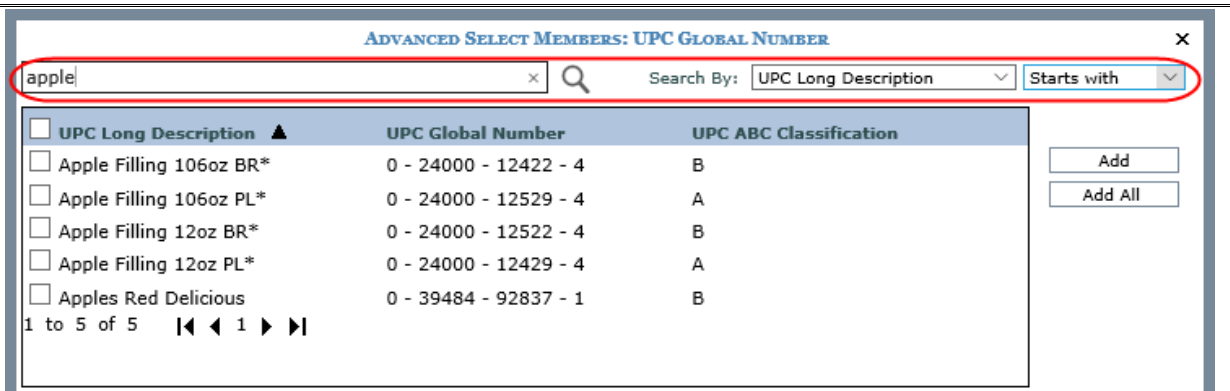 ADVANCED SELECT MEMBERS: UPC GLOBAL NUMBER
apple Search By: UPC Long Description Starts with
UPC Long Description UPC Global Number UPC ABC Classification
Apple Filling 106oz BR* 0 - 24000 - 12422 - 4 B
Add
Apple Filling 106oz PL* 0 - 24000 - 12529 - 4 A
Add All
Apple Filling 12oz BR* 0 - 24000 - 12522 - 4 B
Apple Filling 12oz PL* 0 - 24000 - 12429 - 4 A
Apples Red Delicious 0 - 39484 - 92837 - 1 B
1 to 5 of 5 1